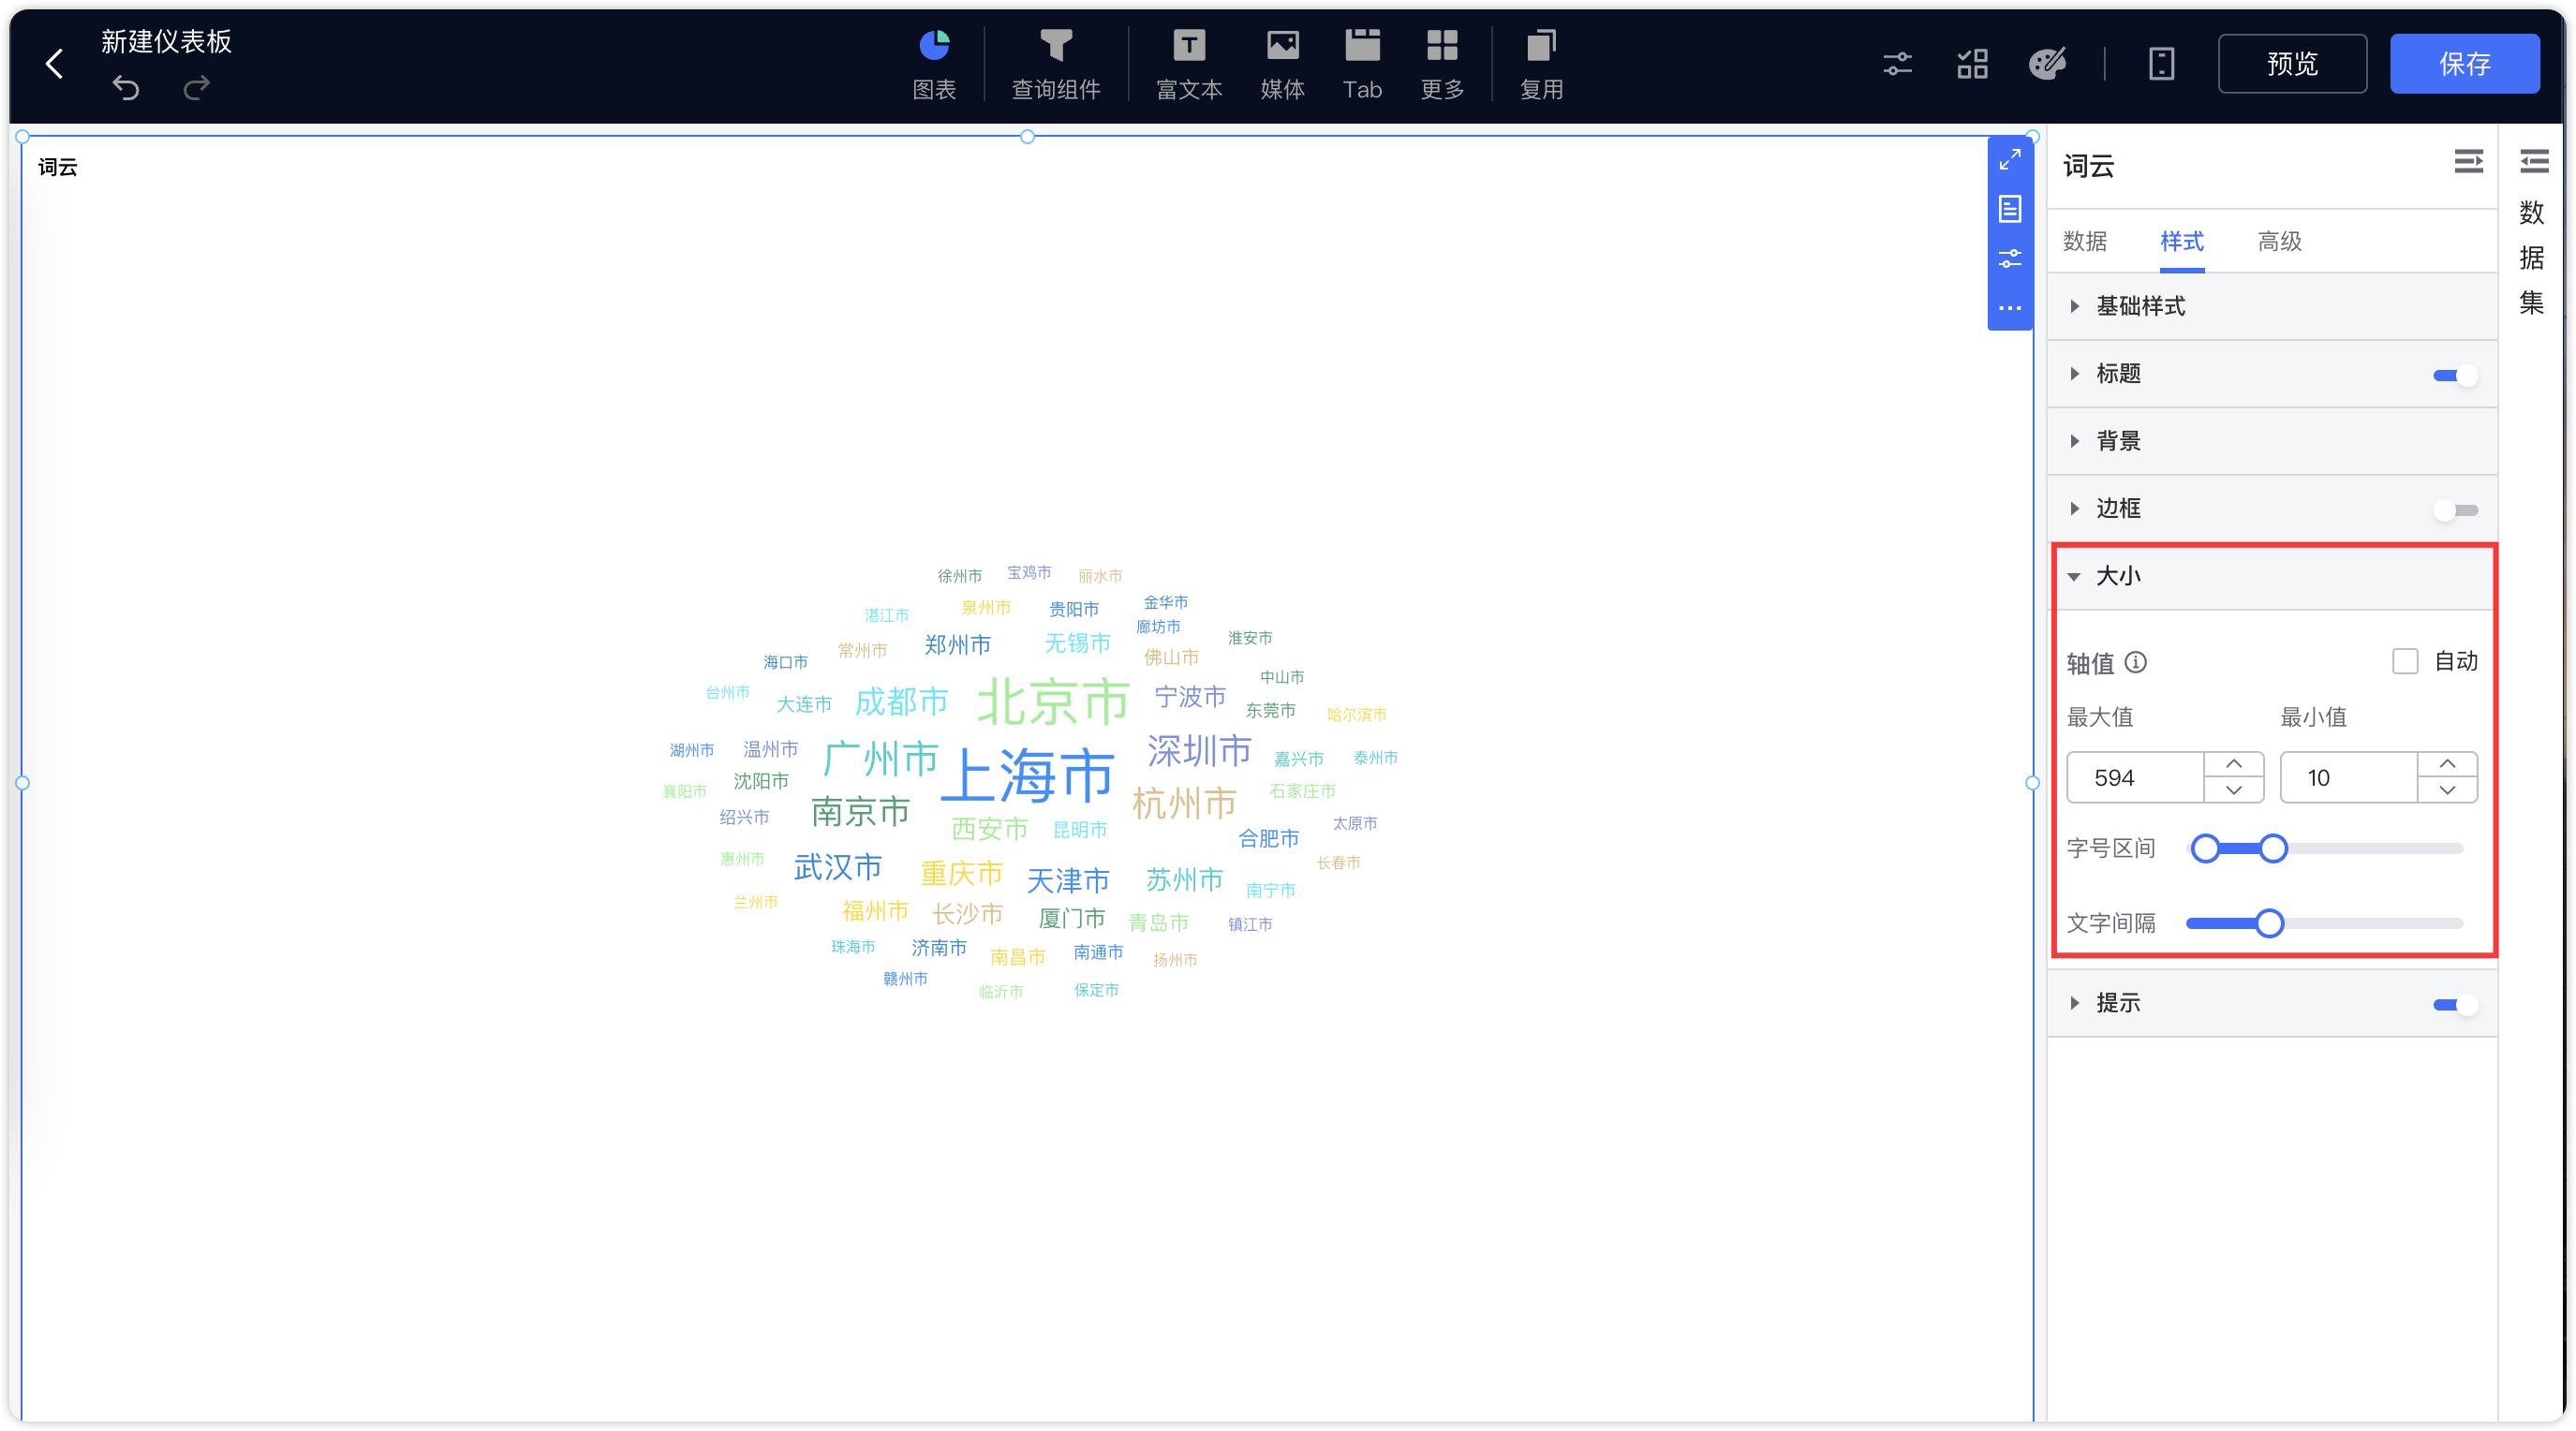 新建仪表板
图表
查询组件
富文本
媒体
Tab
更多
复用
预览
保存
词云
徐州市 宝鸡市 丽水市
湛江市 泉州市 贵阳市 金华市
廊坊市
常州市 郑州市 无锡市 淮安市
海口市 佛山市
中山市
台州市 大连市 成都市 北京市 宁波市 东莞市 哈尔滨市
湖州市 温州市 广州市 上海市 深圳市 嘉兴市 泰州市
襄阳市 沈阳市 石家庄市
绍兴市 南京市 西安市 昆明市 杭州市 太原市
合肥市
惠州市 武汉市 重庆市 天津市 苏州市 长春市
南宁市
兰州市 福州市 长沙市 厦门市 青岛市 镇江市
珠海市 济南市 南昌市 南通市 扬州市
赣州市 临沂市 保定市
词云
数据 样式 高级
基础样式
标题
背景
边框
大小
轴值 自动
最大值 最小值
594 10
字号区间
文字间隔
提示
数
据
集